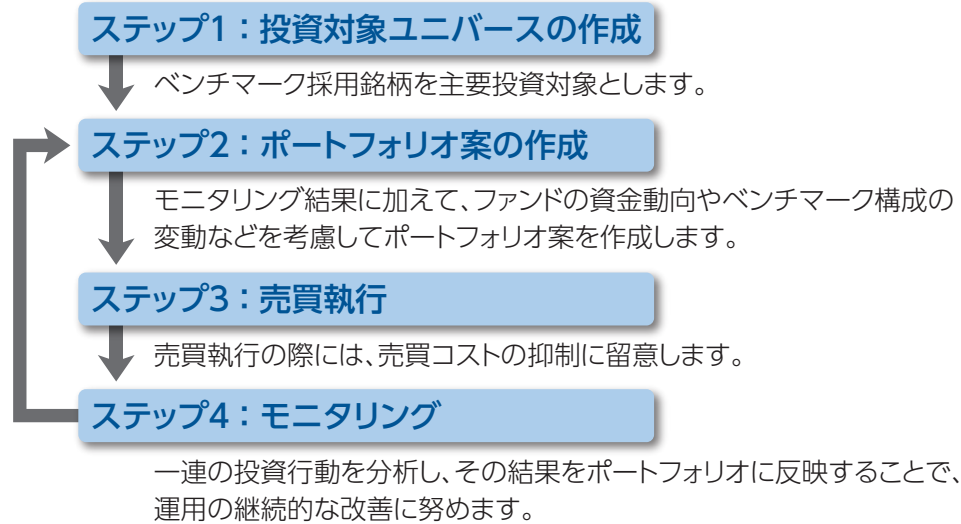 ステップ1：投資対象ユニバースの作成
ベンチマーク採用銘柄を主要投資対象とします。
ステップ2：ポートフォリオ案の作成
モニタリング結果に加えて、ファンドの資金動向やベンチマーク構成の
変動などを考慮してポートフォリオ案を作成します。
ステップ3：売買執行
売買執行の際には、売買コストの抑制に留意します。
ステップ4：モニタリング
一連の投資行動を分析し、その結果をポートフォリオに反映することで、
運用の継続的な改善に努めます。